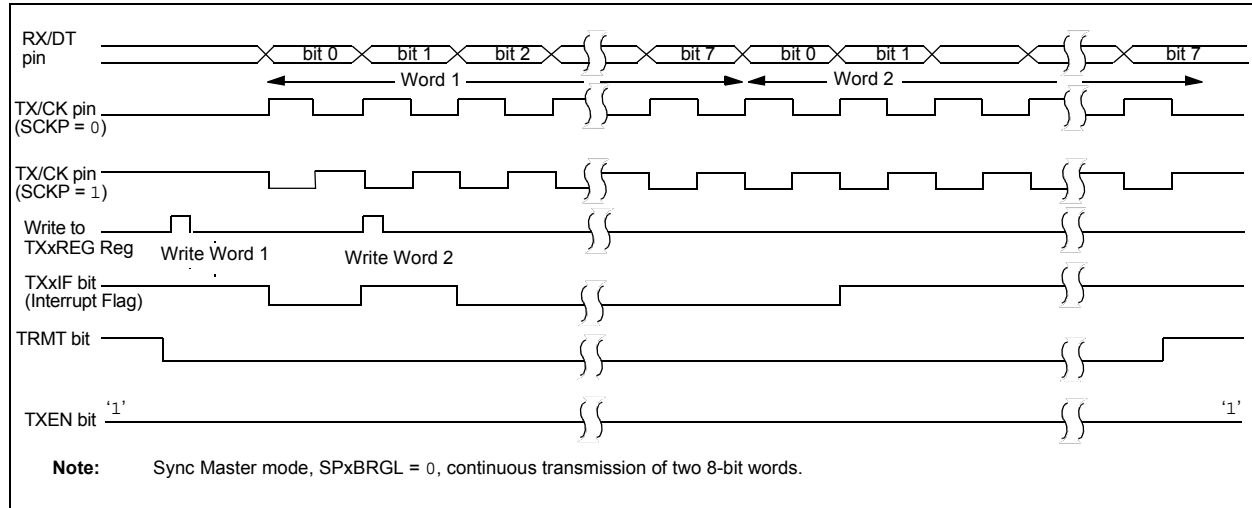 RX/DT
pin
bit 0 bit 1 bit 2 bit 7 bit 0 bit 1 bit 7
Word 1 Word 2
TX/CK pin
(SCKP = 0)
TX/CK pin
(SCKP = 1)
Write to
TXxREG Reg
Write Word 1 Write Word 2
TXxIF bit
(Interrupt Flag)
TRMT bit
TXEN bit
‘1’ ‘1’
Note: Sync Master mode, SPxBRGL = 0, continuous transmission of two 8-bit words.